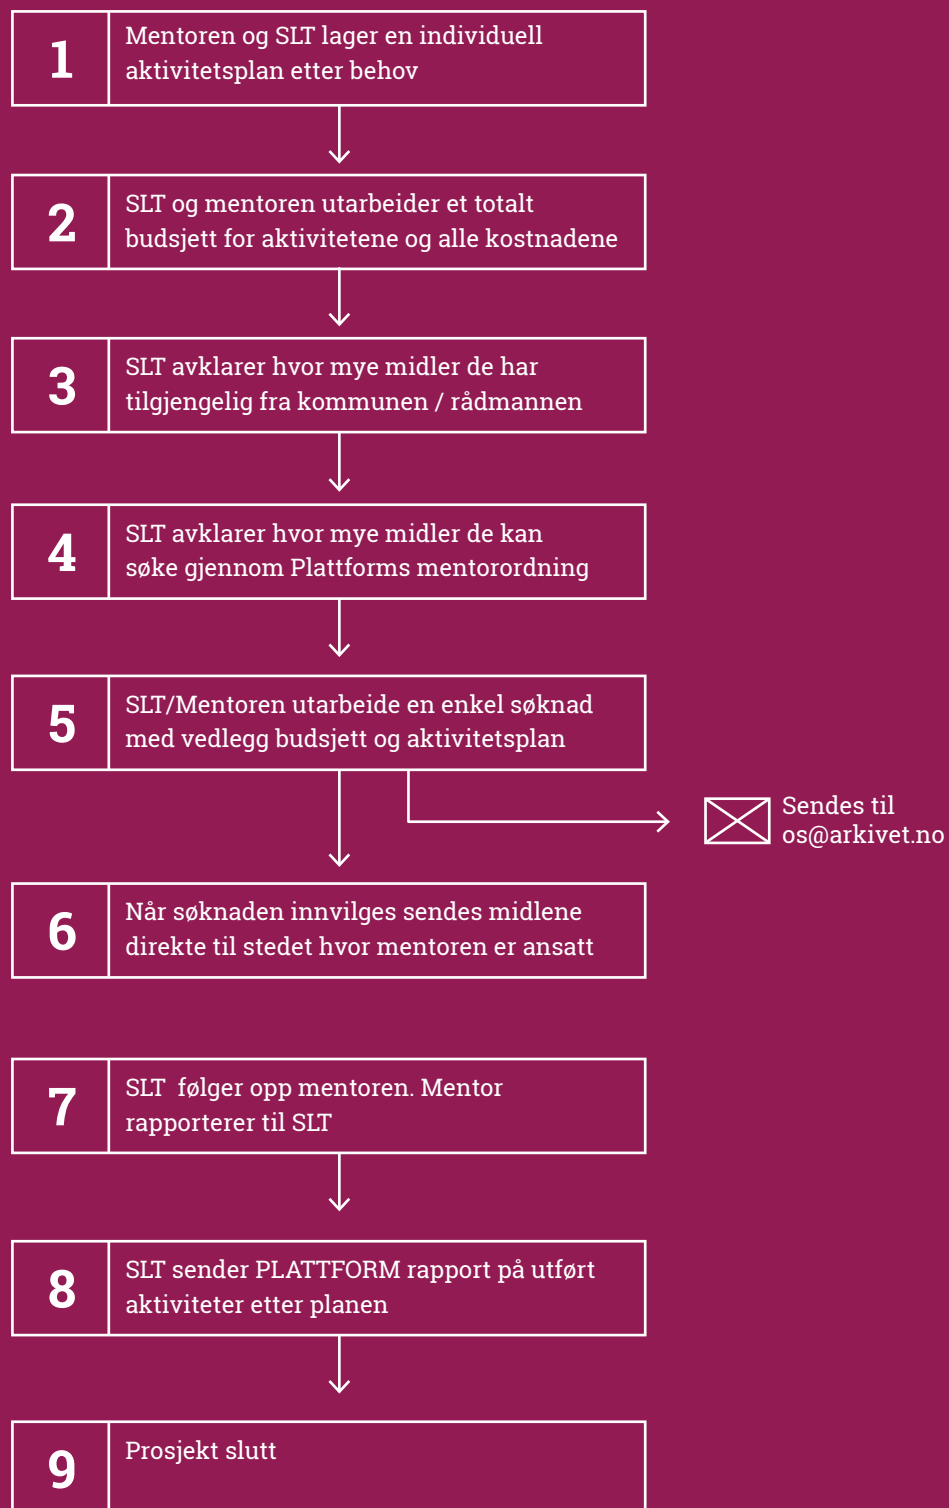 1
Mentoren og SLT lager en individuell
aktivitetsplan etter behov
2
SLT og mentoren utarbeider et totalt
budsjett for aktivitetene og alle kostnadene
3
SLT avklarer hvor mye midler de har
tilgjengelig fra kommunen / rådmannen
4
SLT avklarer hvor mye midler de kan
søke gjennom Plattforms mentorordning
5
SLT/Mentoren utarbeide en enkel søknad
med vedlegg budsjett og aktivitetsplan
Sendes til
os@arkivet.no
6
Når søknaden innvilges sendes midlene
direkte til stedet hvor mentoren er ansatt
7
SLT  følger opp mentoren. Mentor
rapporterer til SLT
8
SLT sender PLATTFORM rapport på utført
aktiviteter etter planen
9
Prosjekt slutt